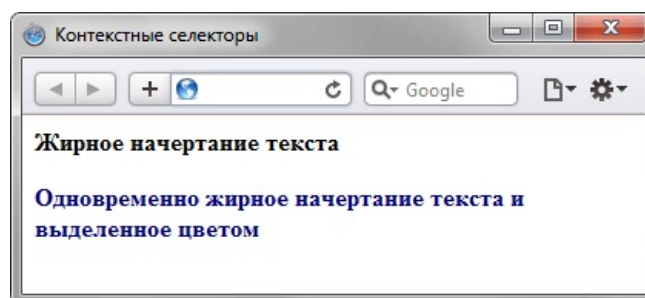 Контекстные селекторы
Google
Жирное начертание текста
Одновременно жирное начертание текста и
выделенное цветом